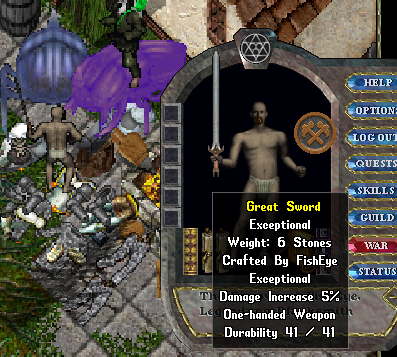 HELP
OPTION
LOG OUT
QUESTS
SKILLS
GUILD
WAR
STATUS
Great Sword
Exceptional
Weight: 6 Stones
Crafted By FishEye
Exceptional
Damage Increase 5%
One-handed Weapon
Durability 41 / 41